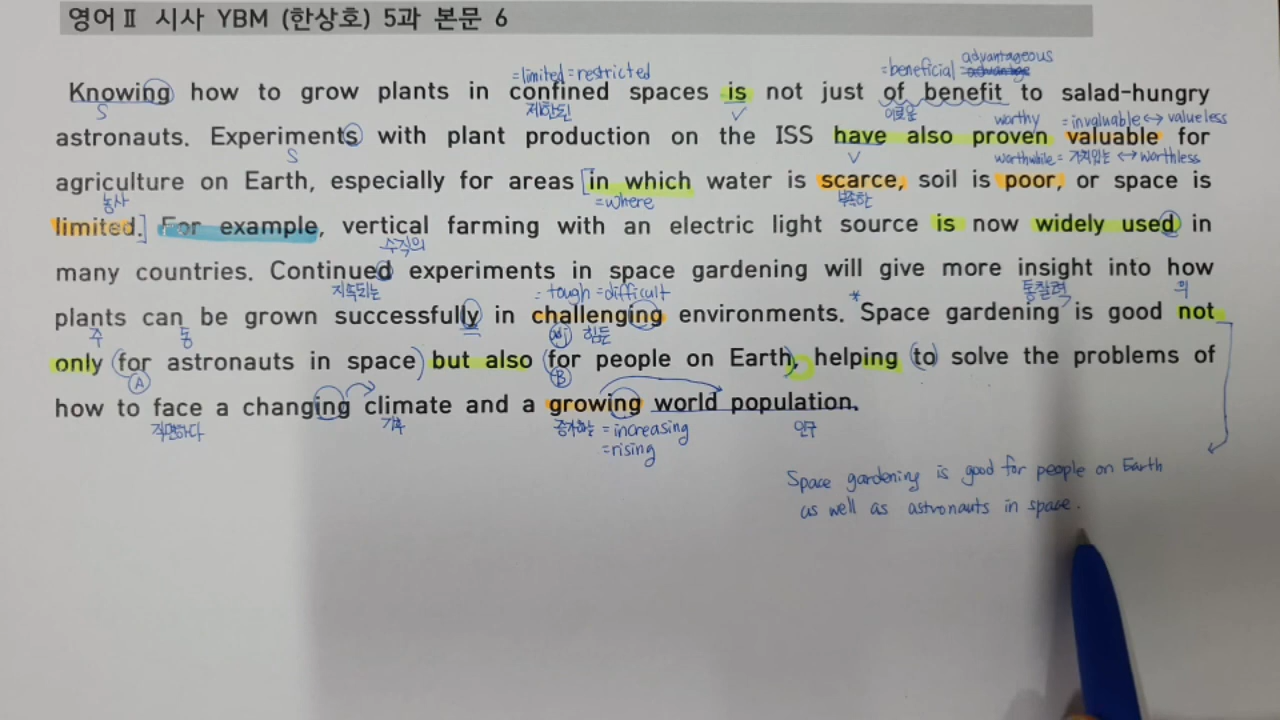 영어Ⅱ 시사 YBM (한상호) 5과 본문 6
=limited =restricted
=beneficial advantageous
Knowing how to grow plants in confined spaces is not just of benefit to salad-hungry
S 제한된 V 이로운 worthy =invaluable ↔ valueless
astronauts. Experiments with plant production on the ISS have also proven valuable for
S V worthwhile = 가치있는 ↔ worthless
agriculture on Earth, especially for areas [in which water is scarce, soil is poor, or space is
농사 =where 부족한
limited.] For example, vertical farming with an electric light source is now widely used in
수직의
many countries. Continued experiments in space gardening will give more insight into how
지속되는 = tough =difficult 통찰력 의
plants can be grown successfully in challenging environments. *Space gardening is good not
주 동 adj 힘든
only (for astronauts in space) but also (for people on Earth), helping (to) solve the problems of
A B
how to face a changing climate and a growing world population.
직면하다 기후 증가하는 = increasing 인구
=rising
Space gardening is good for people on Earth
as well as astronauts in space.